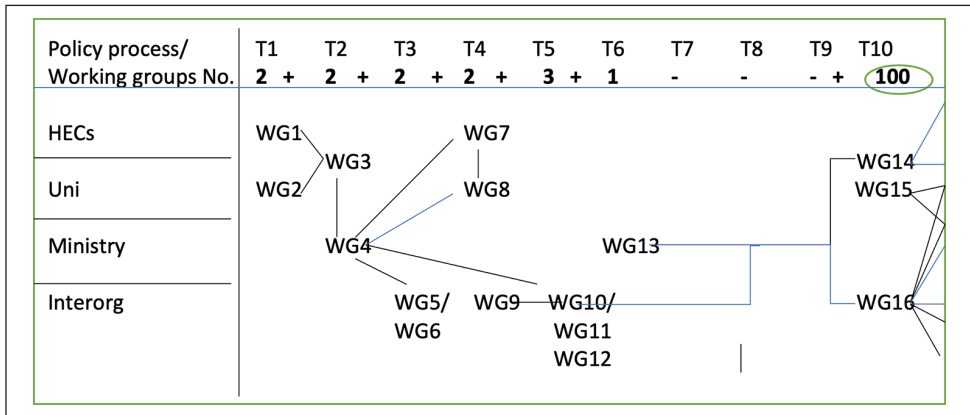 Policy process/ T1 T2 T3 T4 T5 T6 T7 T8 T9 T10
Working groups No. 2 + 2 + 2 + 2 + 3 + 1 - - - + 100
HECs WG1 WG7
WG3 WG14
Uni WG2 WG8 WG15
Ministry WG4 WG13
Interorg WG5/ WG9 WG10/ WG16
WG6 WG11
WG12